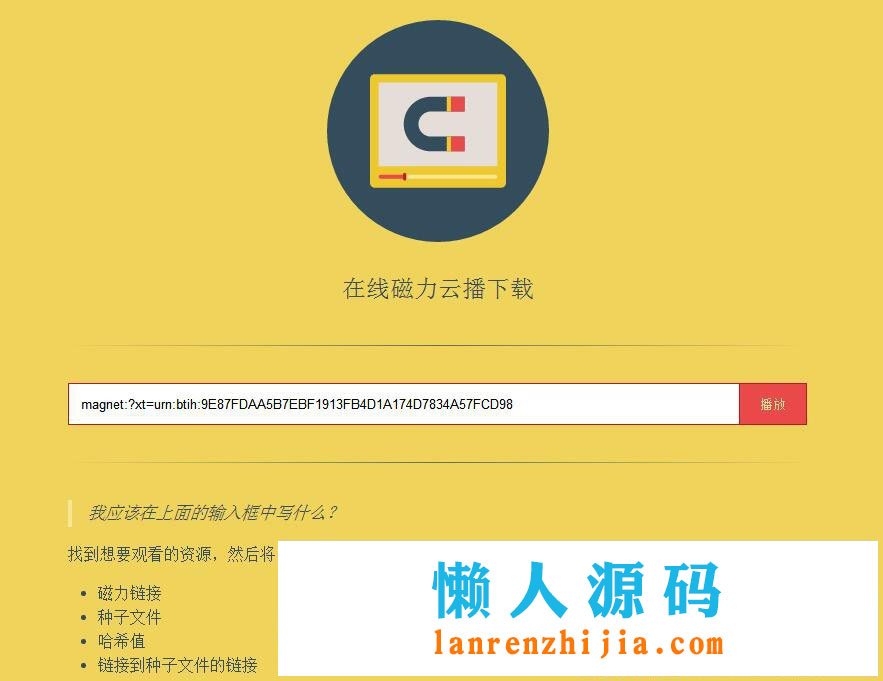 在线磁力云播下载
magnet:?xt=urn:btih:9E87FDAA5B7EBF1913FB4D1A174D7834A57FCD98
播放
我应该在上面的输入框中写什么？
找到想要观看的资源，然后将
磁力链接
种子文件
哈希值
链接到种子文件的链接
懒人源码
lanrenzhijia.com